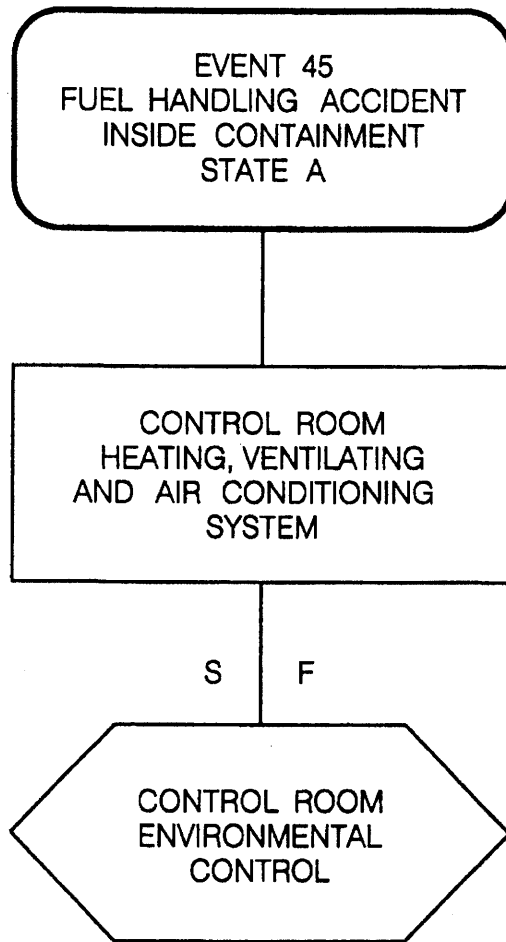 EVENT 45
FUEL HANDLING ACCIDENT
INSIDE CONTAINMENT
STATE A
CONTROL ROOM
HEATING, VENTILATING
AND AIR CONDITIONING
SYSTEM
S F
CONTROL ROOM
ENVIRONMENTAL
CONTROL